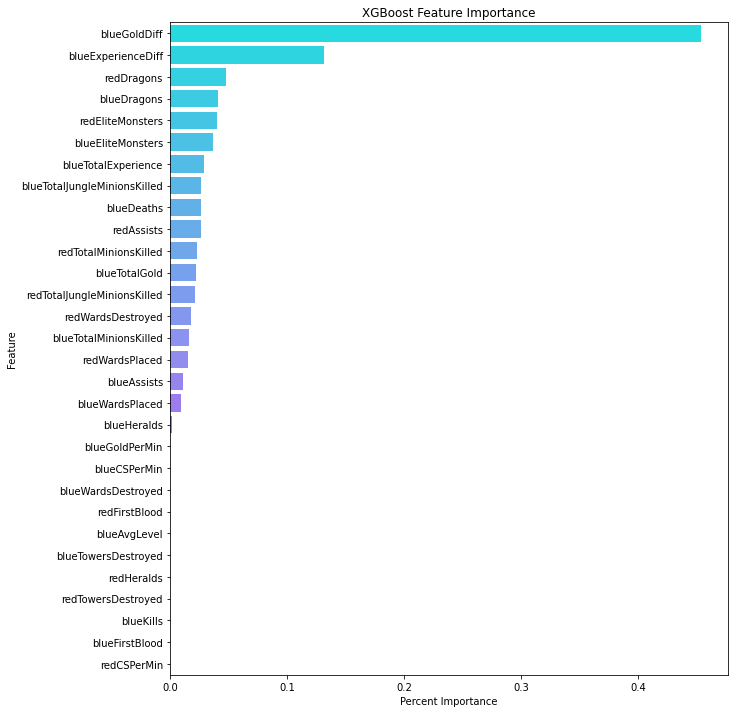 XGBoost Feature Importance
Feature
blueGoldDiff
blueExperienceDiff
redDragons
blueDragons
redEliteMonsters
blueEliteMonsters
blueTotalExperience
blueTotalJungleMinionsKilled
blueDeaths
redAssists
redTotalMinionsKilled
blueTotalGold
redTotalJungleMinionsKilled
redWardsDestroyed
blueTotalMinionsKilled
redWardsPlaced
blueAssists
blueWardsPlaced
blueHeralds
blueGoldPerMin
blueCSPerMin
blueWardsDestroyed
redFirstBlood
blueAvgLevel
blueTowersDestroyed
redHeralds
redTowersDestroyed
blueKills
blueFirstBlood
redCSPerMin
0.0 0.1 0.2 0.3 0.4
Percent Importance